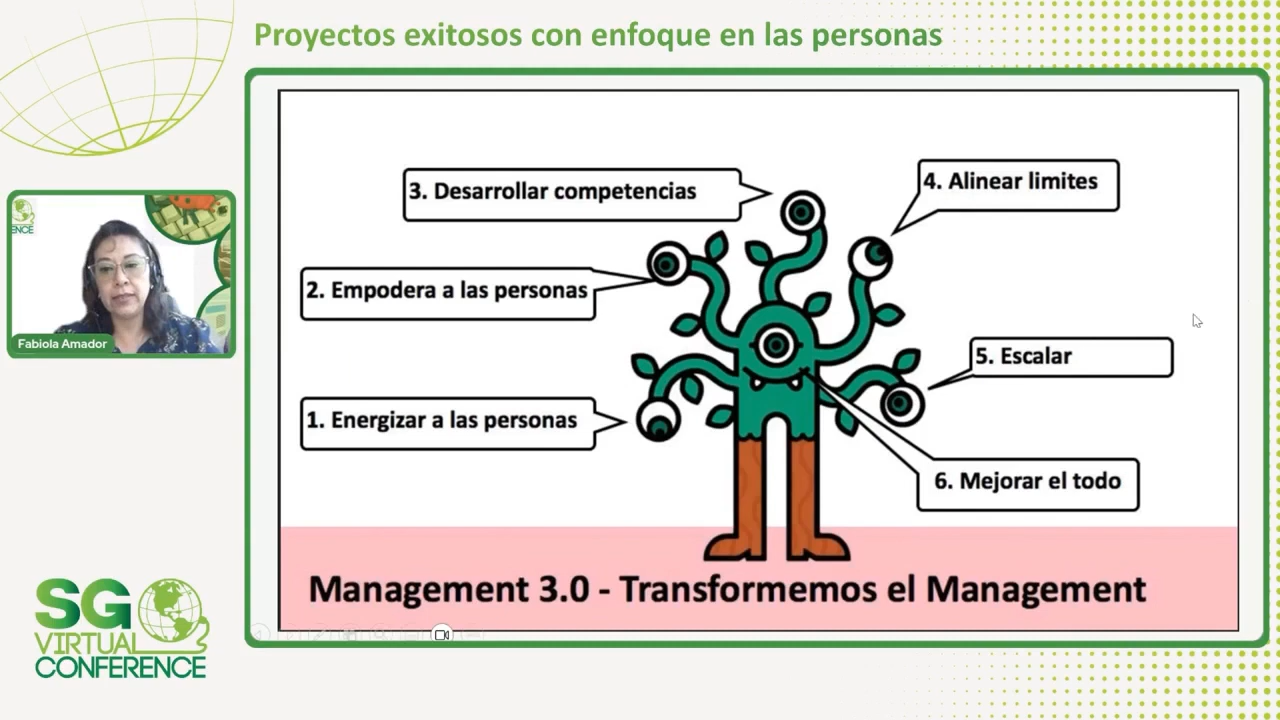 Proyectos exitosos con enfoque en las personas
3. Desarrollar competencias
4. Alinear limites
2. Empodera a las personas
5. Escalar
1. Energizar a las personas
6. Mejorar el todo
Management 3.0 - Transformemos el Management
ENCE
Fabiola Amador
SG
VIRTUAL
CONFERENCE